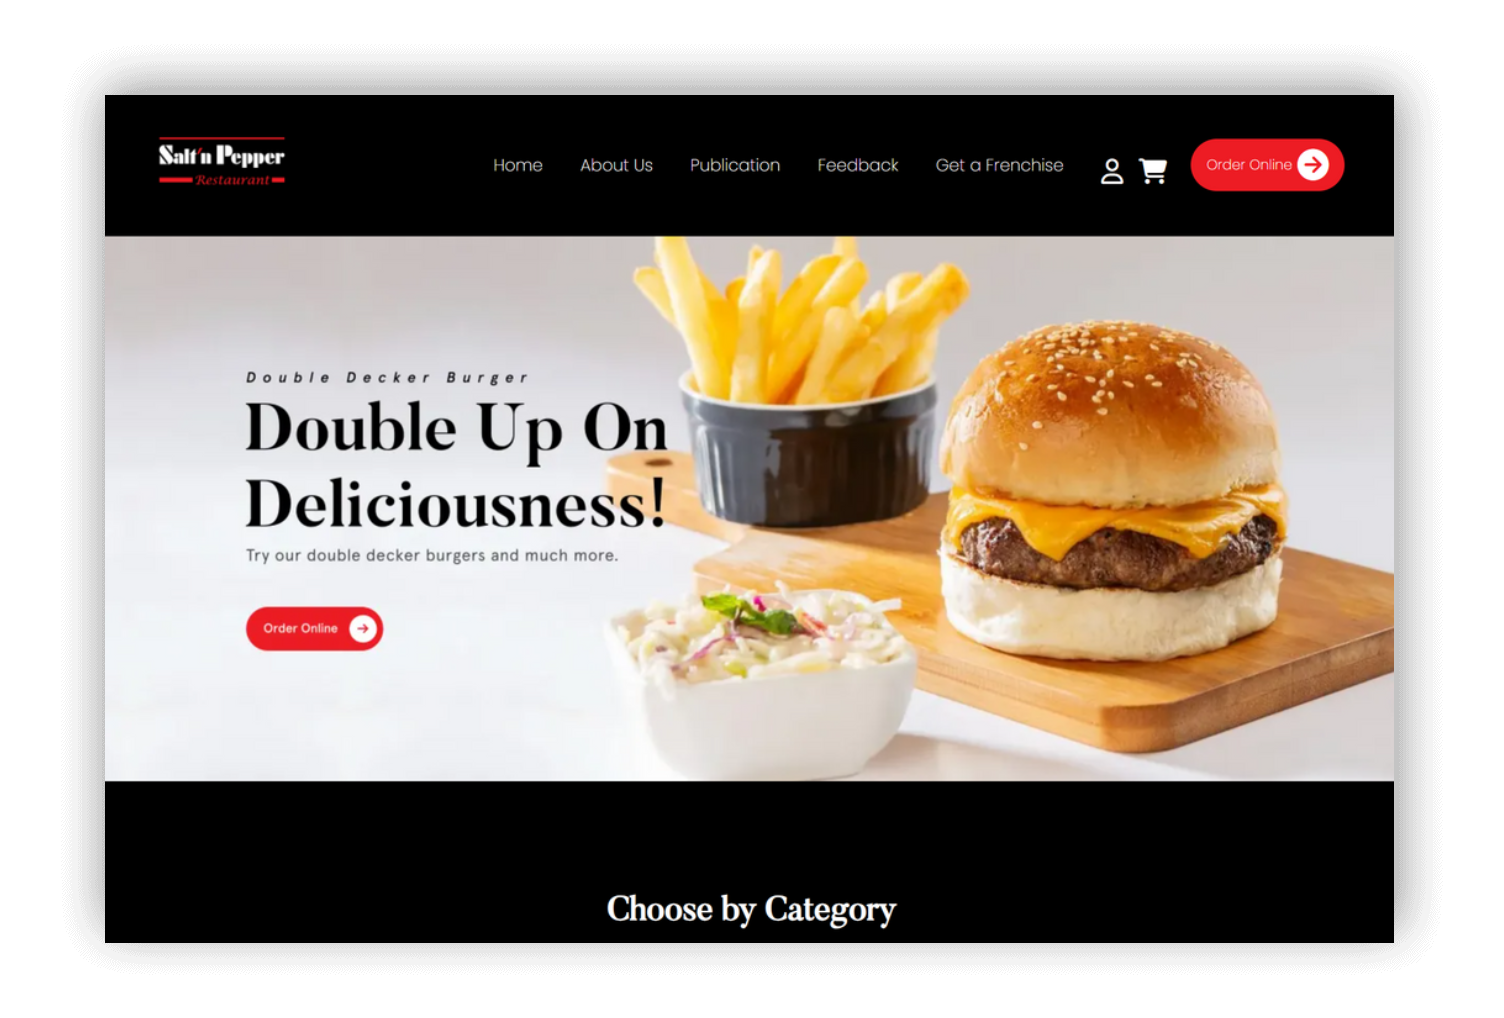 Salt'n Pepper
Restaurant
Home
About Us
Publication
Feedback
Get a Frenchise
Order Online
Double Decker Burger
Double Up On
Deliciousness!
Try our double decker burgers and much more.
Order Online
Choose by Category